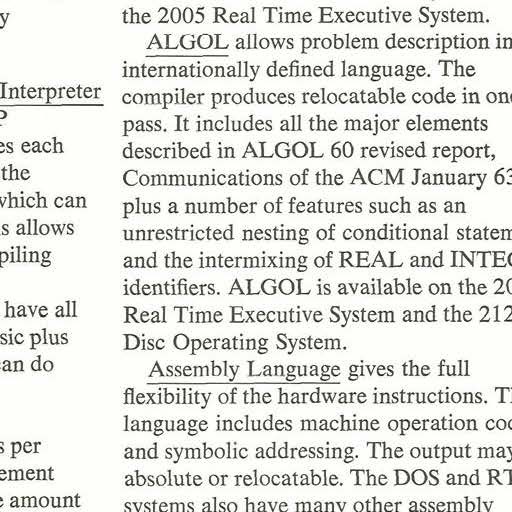 y
Interpreter
P
es each
the
which can
s allows
piling
have all
sic plus
can do
s per
ement
e amount
the 2005 Real Time Executive System.
ALGOL allows problem description in
internationally defined language. The
compiler produces relocatable code in one
pass. It includes all the major elements
described in ALGOL 60 revised report,
Communications of the ACM January 63
plus a number of features such as an
unrestricted nesting of conditional statem
and the intermixing of REAL and INTEG
identifiers. ALGOL is available on the 20
Real Time Executive System and the 212
Disc Operating System.
Assembly Language gives the full
flexibility of the hardware instructions. T
language includes machine operation cod
and symbolic addressing. The output may
absolute or relocatable. The DOS and RT
systems also have many other assembly